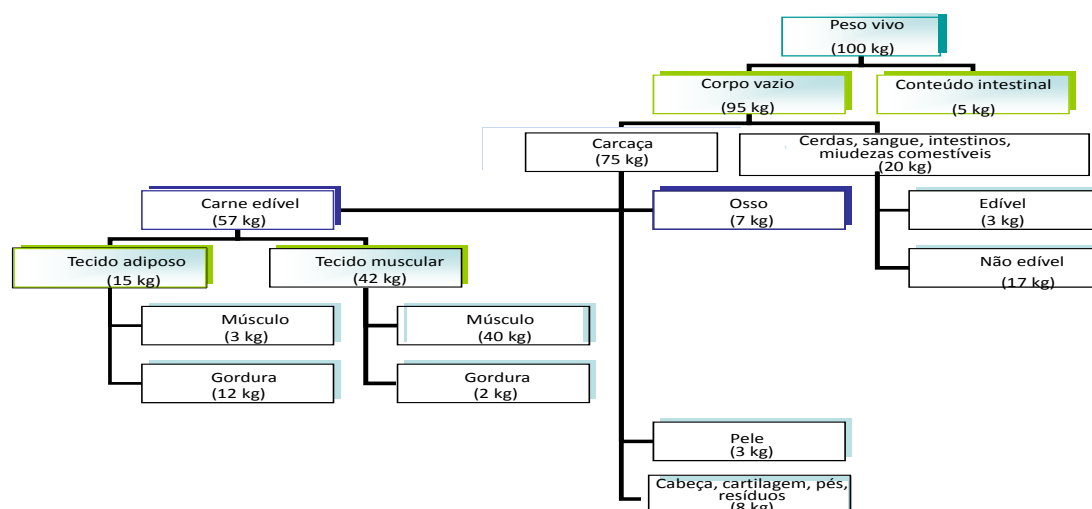 Peso vivo
(100 kg)
Corpo vazio
(95 kg)
Conteúdo intestinal
(5 kg)
Carcaça
(75 kg)
Cerdas, sangue, intestinos,
miudezas comestíveis
(20 kg)
Carne edível
(57 kg)
Osso
(7 kg)
Edível
(3 kg)
Tecido adiposo
(15 kg)
Tecido muscular
(42 kg)
Não edível
(17 kg)
Músculo
(3 kg)
Músculo
(40 kg)
Gordura
(12 kg)
Gordura
(2 kg)
Pele
(3 kg)
Cabeça, cartilagem, pés,
resíduos
(8 kg)